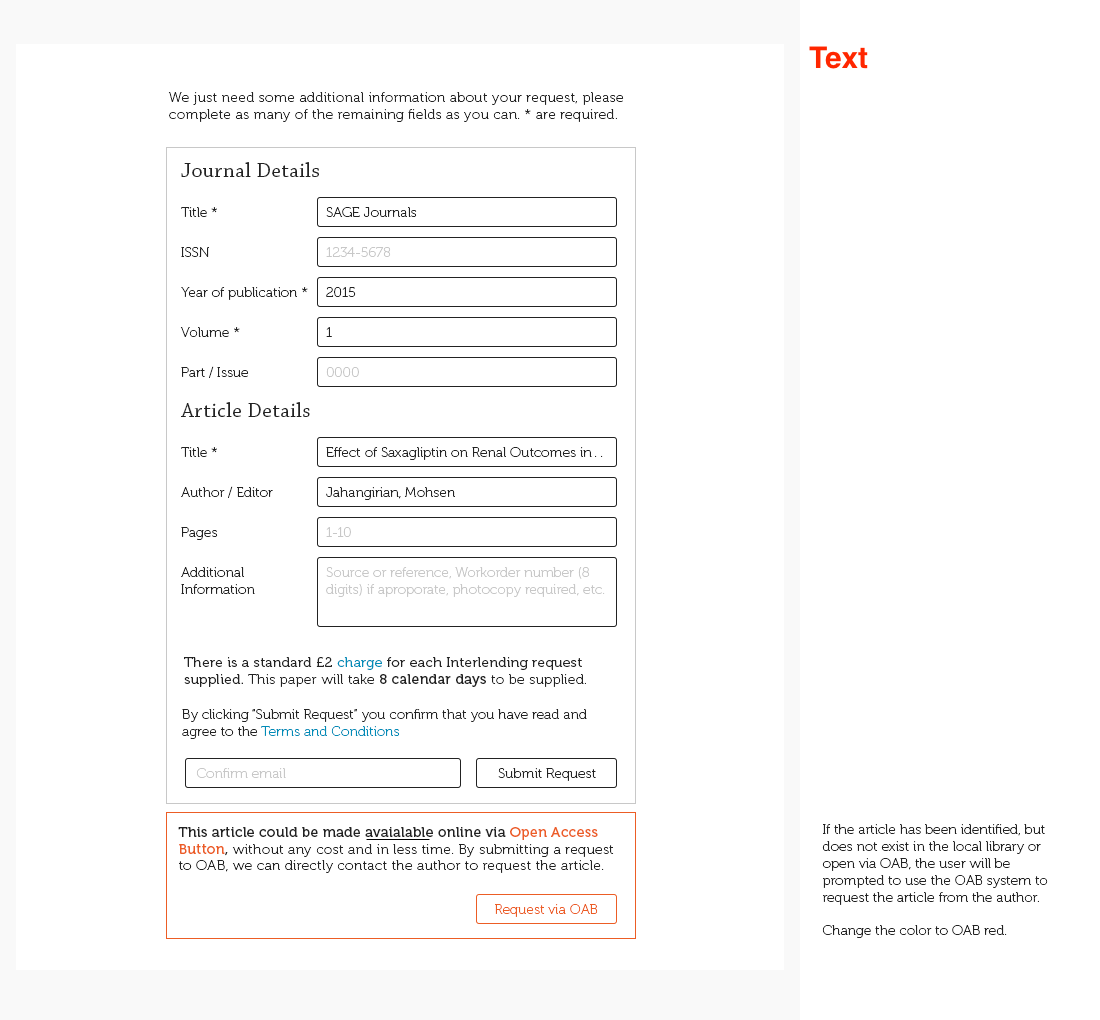 Text
We just need some additional information about your request, please
complete as many of the remaining fields as you can. * are required.
Journal Details
Title * SAGE Journals
ISSN 1234-5678
Year of publication * 2015
Volume * 1
Part / Issue 0000
Article Details
Title * Effect of Saxagliptin on Renal Outcomes in . .
Author / Editor Jahangirian, Mohsen
Pages 1-10
Additional
Information
Source or reference, Workorder number (8
digits) if aproporate, photocopy required, etc.
There is a standard £2 charge for each Interlending request
supplied. This paper will take 8 calendar days to be supplied.
By clicking "Submit Request" you confirm that you have read and
agree to the Terms and Conditions
Confirm email Submit Request
This article could be made avaialable online via Open Access
Button, without any cost and in less time. By submitting a request
to OAB, we can directly contact the author to request the article.
Request via OAB
If the article has been identified, but
does not exist in the local library or
open via OAB, the user will be
prompted to use the OAB system to
request the article from the author.
Change the color to OAB red.